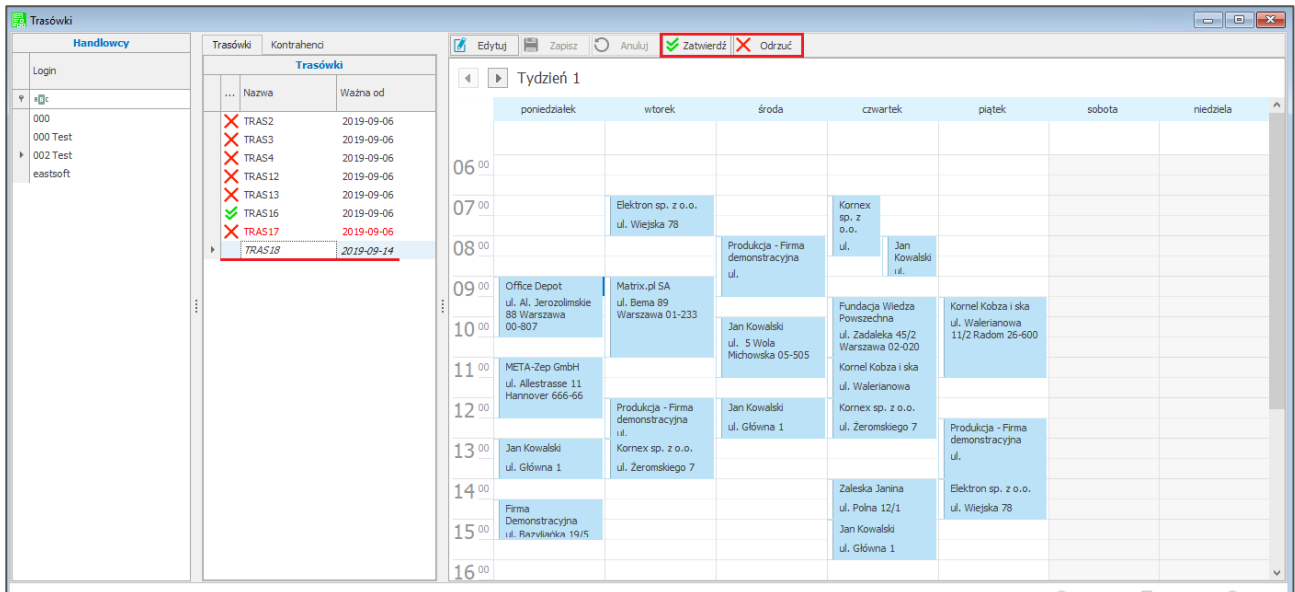 Trasówki
Handlowcy
Login
000
000 Test
002 Test
eastsoft
Trasówki Kontrahenci
Trasówki
... Nazwa Ważna od
TRAS2 2019-09-06
TRAS3 2019-09-06
TRAS4 2019-09-06
TRAS12 2019-09-06
TRAS13 2019-09-06
TRAS16 2019-09-06
TRAS17 2019-09-06
TRAS18 2019-09-14
Edytuj Zapisz Anuluj Zatwierdź Odrzuć
Tydzień 1
poniedziałek wtorek środa czwartek piątek sobota niedziela
06 00
07 00
08 00
09 00
10 00
11 00
12 00
13 00
14 00
15 00
16 00
Office Depot
ul. Al. Jerozolimskie
88 Warszawa
00-807
META-Zep GmbH
ul. Allestrasse 11
Hannover 666-66
Jan Kowalski
ul. Główna 1
Firma
Demonstracyjna
ul. Bazyliańka 19/5
Elektron sp. z o.o.
ul. Wiejska 78
Matrix.pl SA
ul. Bema 89
Warszawa 01-233
Produkcja - Firma
demonstracyjna
ul.
Kornex sp. z o.o.
ul. Żeromskiego 7
Produkcja - Firma
demonstracyjna
ul.
Jan Kowalski
ul. 5 Wola
Michowska 05-505
Jan Kowalski
ul. Główna 1
Kornex
sp. z
o.o.
ul.
Jan
Kowalski
ul.
Fundacja Wiedza
Powszechna
ul. Zadaleka 45/2
Warszawa 02-020
Kornel Kobza i ska
ul. Walerianowa
Kornex sp. z o.o.
ul. Żeromskiego 7
Zaleska Janina
ul. Polna 12/1
Jan Kowalski
ul. Główna 1
Kornel Kobza i ska
ul. Walerianowa
11/2 Radom 26-600
Produkcja - Firma
demonstracyjna
ul.
Elektron sp. z o.o.
ul. Wiejska 78